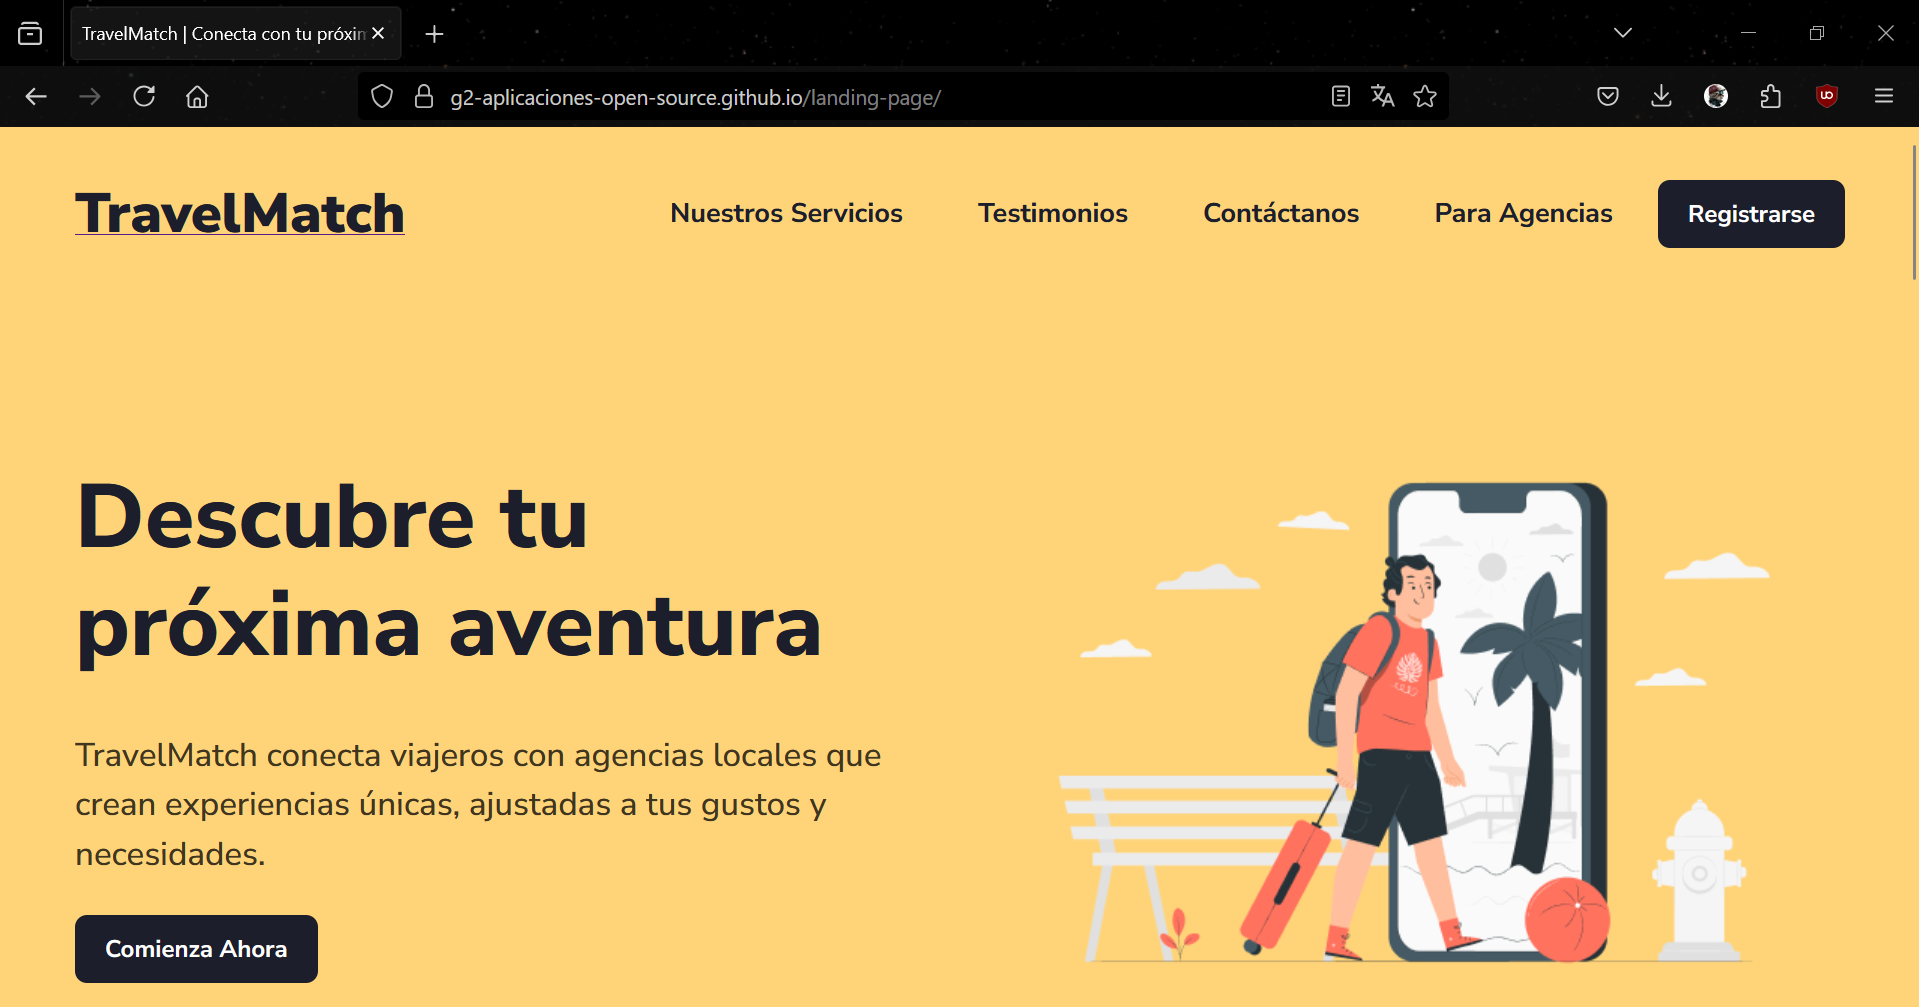 TravelMatch | Conecta con tu próxim
g2-aplicaciones-open-source.github.io/landing-page/
TravelMatch
Nuestros Servicios
Testimonios
Contáctanos
Para Agencias
Registrarse
Descubre tu
próxima aventura
TravelMatch conecta viajeros con agencias locales que
crean experiencias únicas, ajustadas a tus gustos y
necesidades.
Comienza Ahora